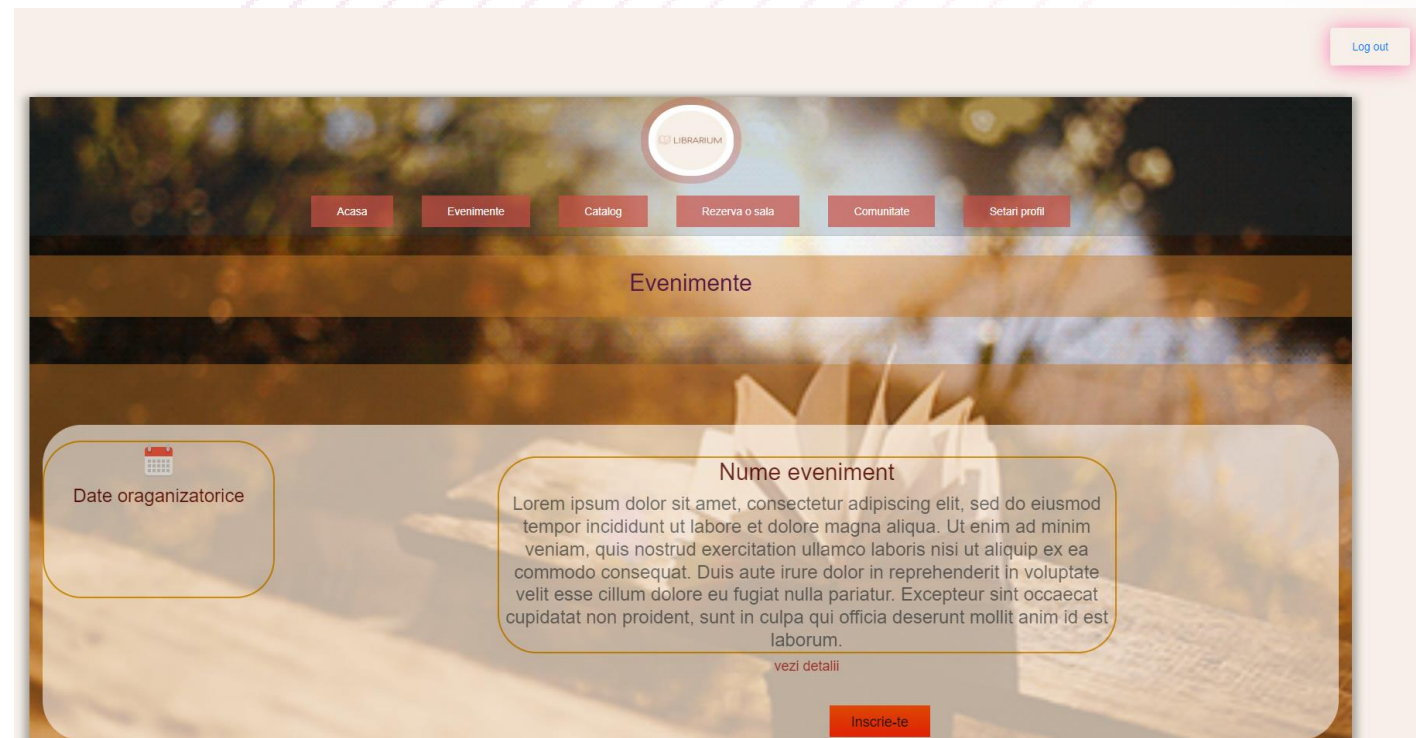 Log out
LIBRARIUM
Acasa Evenimente Catalog Rezerva o sala Comunitate Setari profil
Evenimente
Date oraganizatorice
Nume eveniment
Lorem ipsum dolor sit amet, consectetur adipiscing elit, sed do eiusmod
tempor incididunt ut labore et dolore magna aliqua. Ut enim ad minim
veniam, quis nostrud exercitation ullamco laboris nisi ut aliquip ex ea
commodo consequat. Duis aute irure dolor in reprehenderit in voluptate
velit esse cillum dolore eu fugiat nulla pariatur. Excepteur sint occaecat
cupidatat non proident, sunt in culpa qui officia deserunt mollit anim id est
laborum.
vezi detalii
Inscrie-te